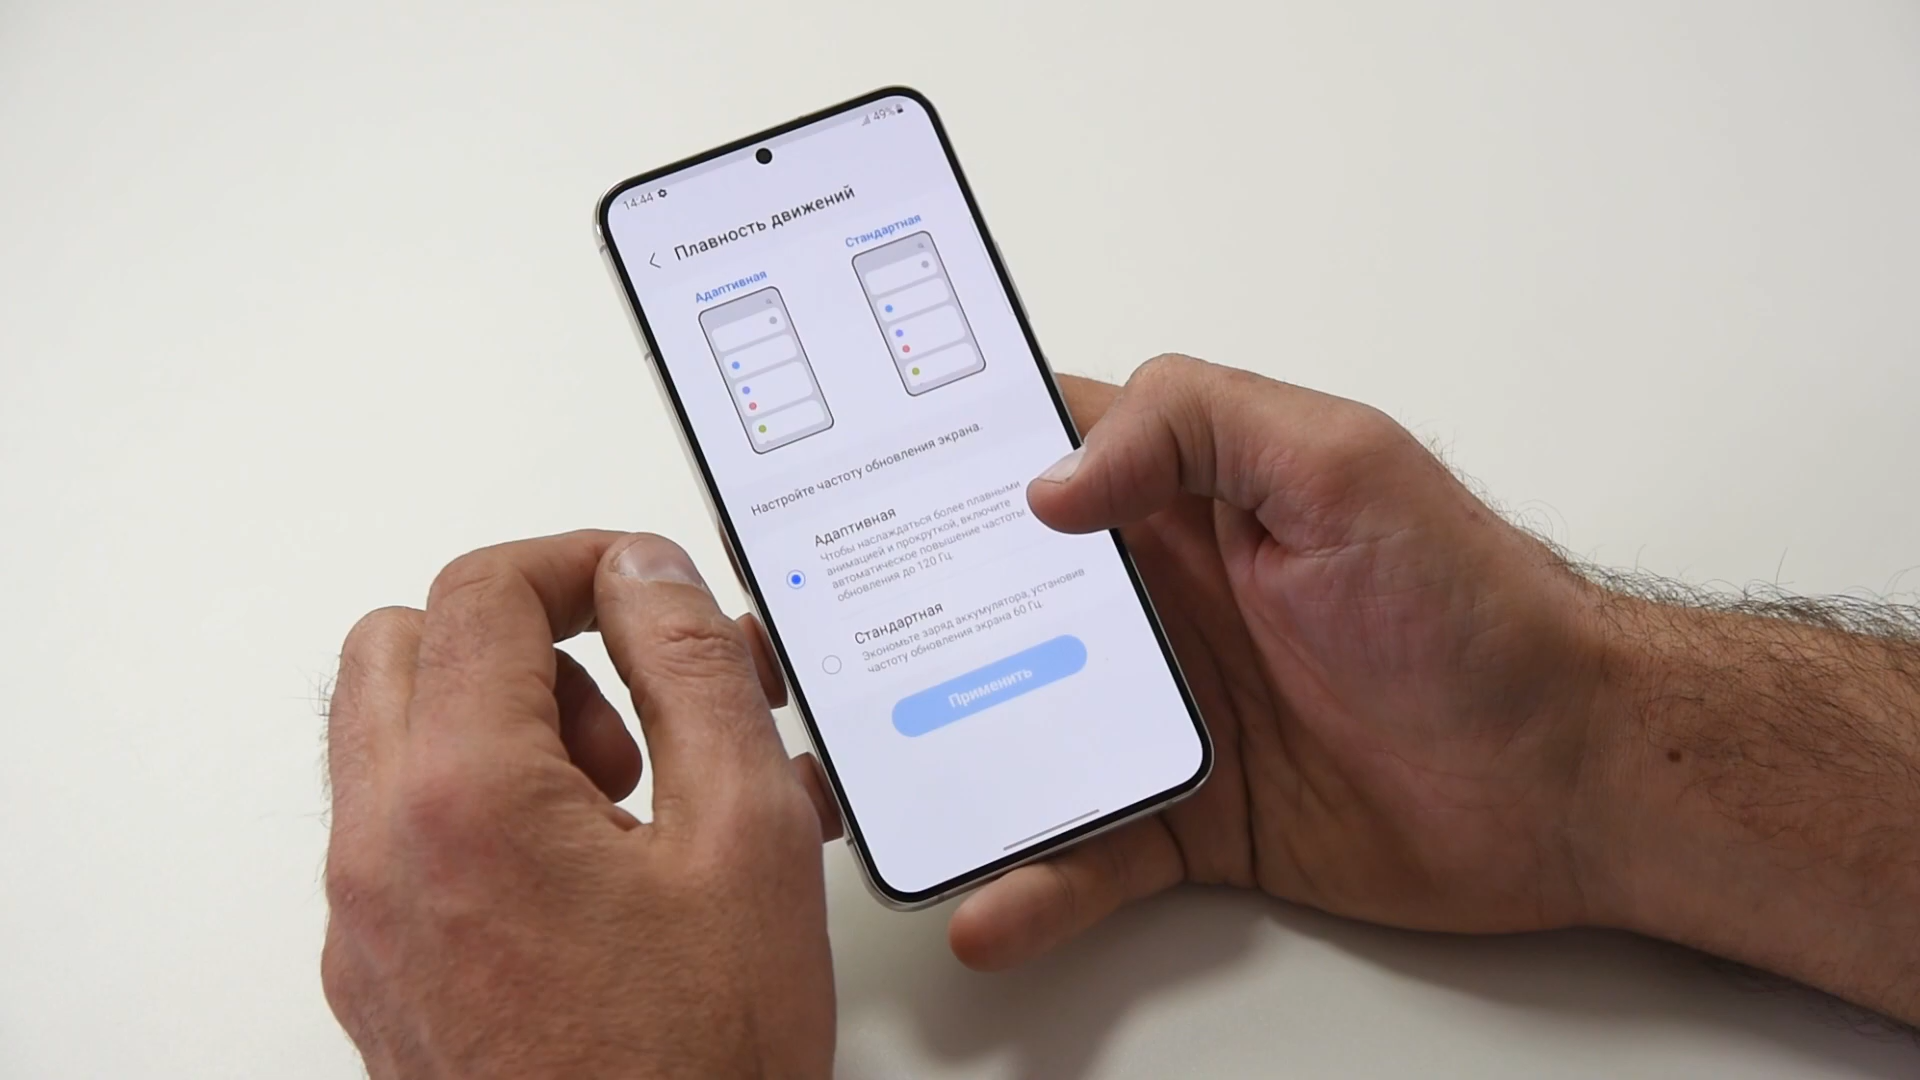 14:44
49%
Плавность движений
Адаптивная
Стандартная
Настройте частоту обновления экрана.
Адаптивная
Чтобы наслаждаться более плавными
анимацией и прокруткой, включите
автоматическое повышение частоты
обновления до 120 Гц.
Стандартная
Экономьте заряд аккумулятора, установив
частоту обновления экрана 60 Гц.
Применить